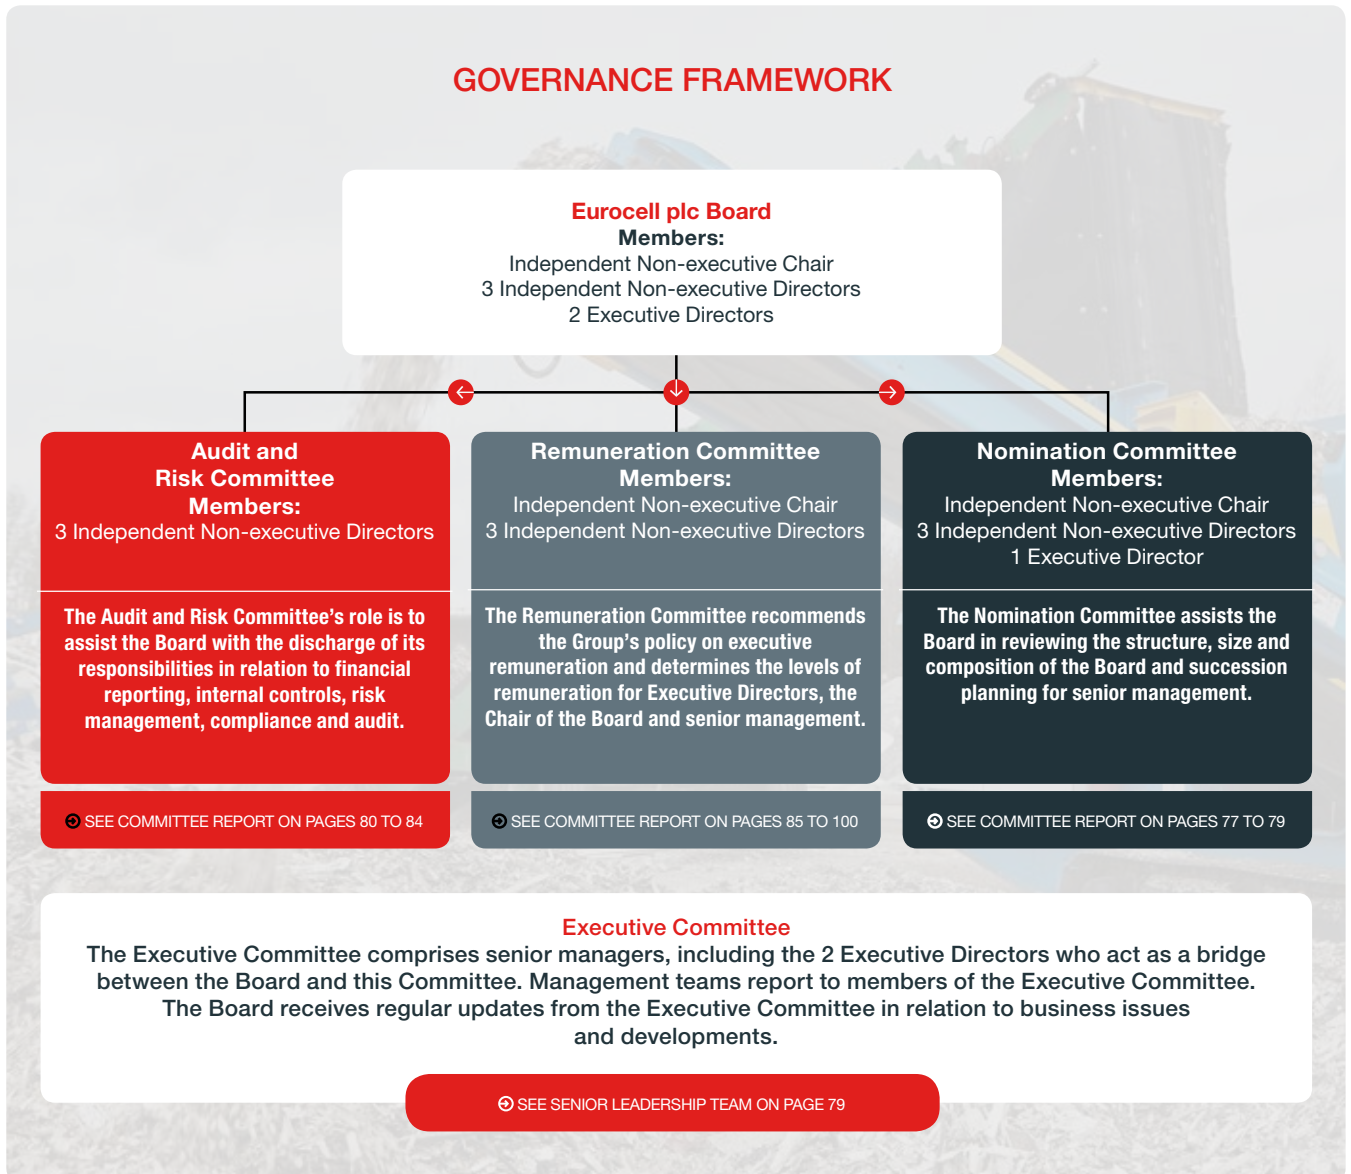 GOVERNANCE FRAMEWORK
Eurocell plc Board
Members:
Independent Non-executive Chair
3 Independent Non-executive Directors
2 Executive Directors
Audit and
Risk Committee
Members:
3 Independent Non-executive Directors
The Audit and Risk Committee’s role is to
assist the Board with the discharge of its
responsibilities in relation to financial
reporting, internal controls, risk
management, compliance and audit.
SEE COMMITTEE REPORT ON PAGES 80 TO 84
Remuneration Committee
Members:
Independent Non-executive Chair
3 Independent Non-executive Directors
The Remuneration Committee recommends
the Group’s policy on executive
remuneration and determines the levels of
remuneration for Executive Directors, the
Chair of the Board and senior management.
SEE COMMITTEE REPORT ON PAGES 85 TO 100
Nomination Committee
Members:
Independent Non-executive Chair
3 Independent Non-executive Directors
1 Executive Director
The Nomination Committee assists the
Board in reviewing the structure, size and
composition of the Board and succession
planning for senior management.
SEE COMMITTEE REPORT ON PAGES 77 TO 79
Executive Committee
The Executive Committee comprises senior managers, including the 2 Executive Directors who act as a bridge
between the Board and this Committee. Management teams report to members of the Executive Committee.
The Board receives regular updates from the Executive Committee in relation to business issues
and developments.
SEE SENIOR LEADERSHIP TEAM ON PAGE 79